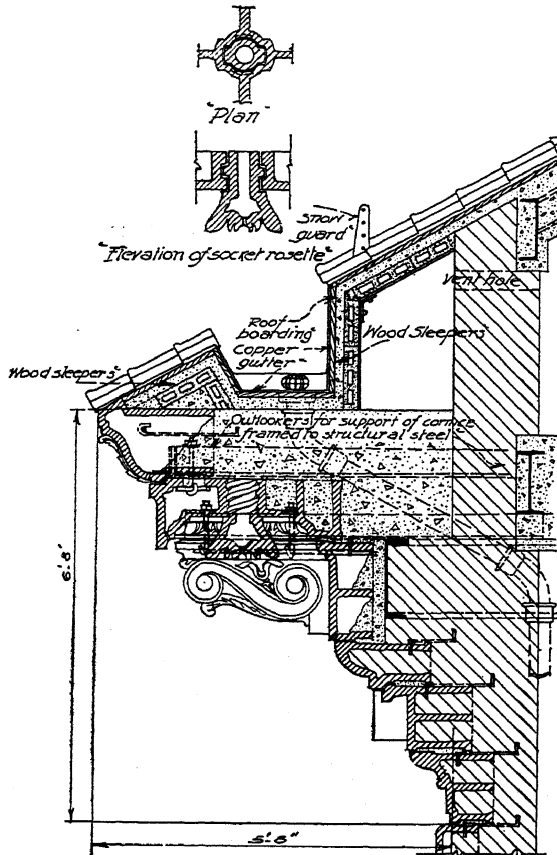 "Plan"
"Elevation of socket rosette"
Snow
guard
Vent hole
Roof
boarding
Copper
gutter
Wood Sleepers
Wood sleepers
Outlookers for support of cornice
framed to structural steel
6'-8"
5'-8"